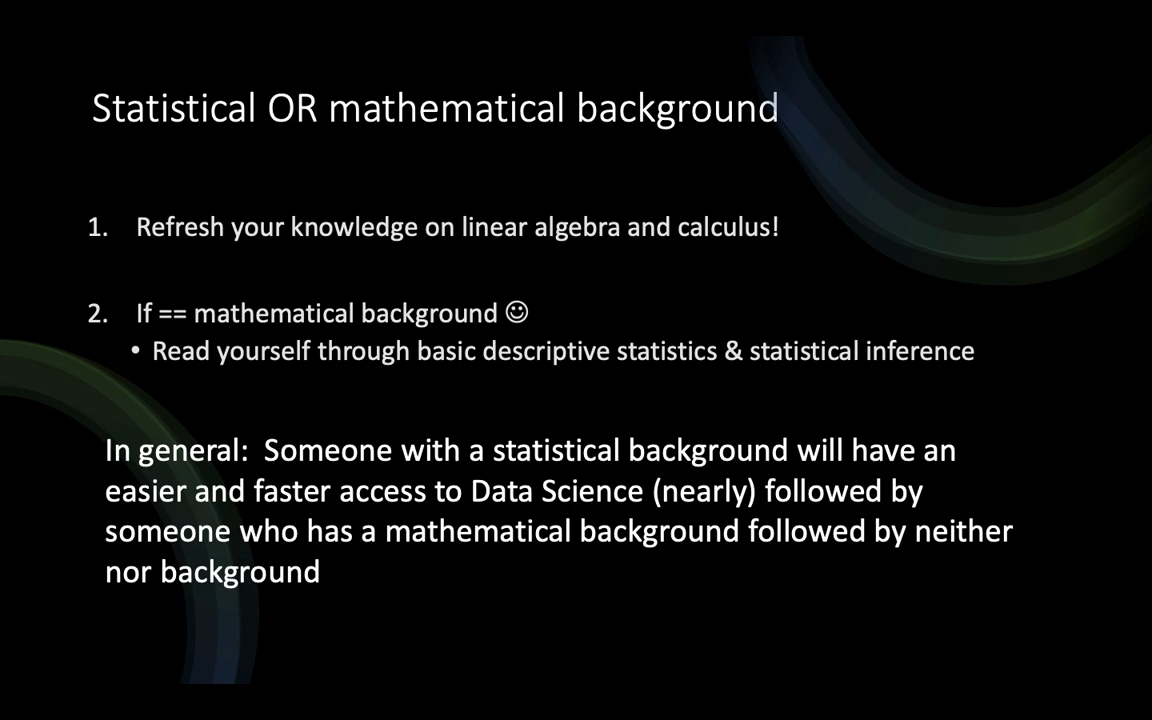 Statistical OR mathematical background
1. Refresh your knowledge on linear algebra and calculus!
2. If == mathematical background ☺
• Read yourself through basic descriptive statistics & statistical inference
In general:  Someone with a statistical background will have an
easier and faster access to Data Science (nearly) followed by
someone who has a mathematical background followed by neither
nor background